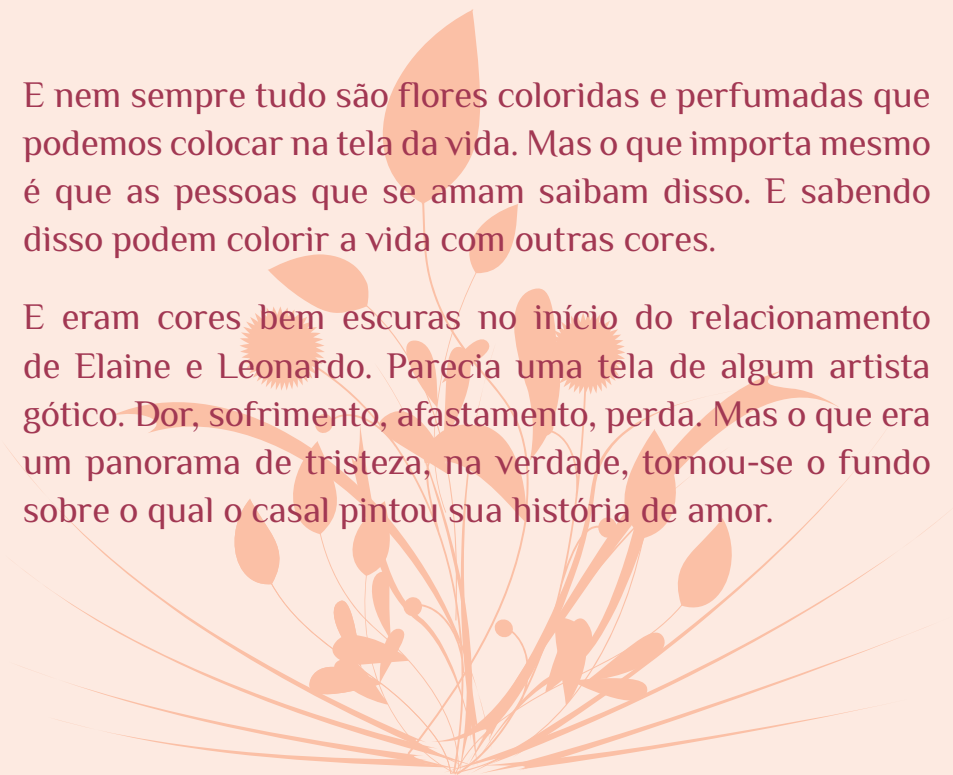 E nem sempre tudo são flores coloridas e perfumadas que
podemos colocar na tela da vida. Mas o que importa mesmo
é que as pessoas que se amam saibam disso. E sabendo
disso podem colorir a vida com outras cores.
E eram cores bem escuras no início do relacionamento
de Elaine e Leonardo. Parecia uma tela de algum artista
gótico. Dor, sofrimento, afastamento, perda. Mas o que era
um panorama de tristeza, na verdade, tornou-se o fundo
sobre o qual o casal pintou sua história de amor.